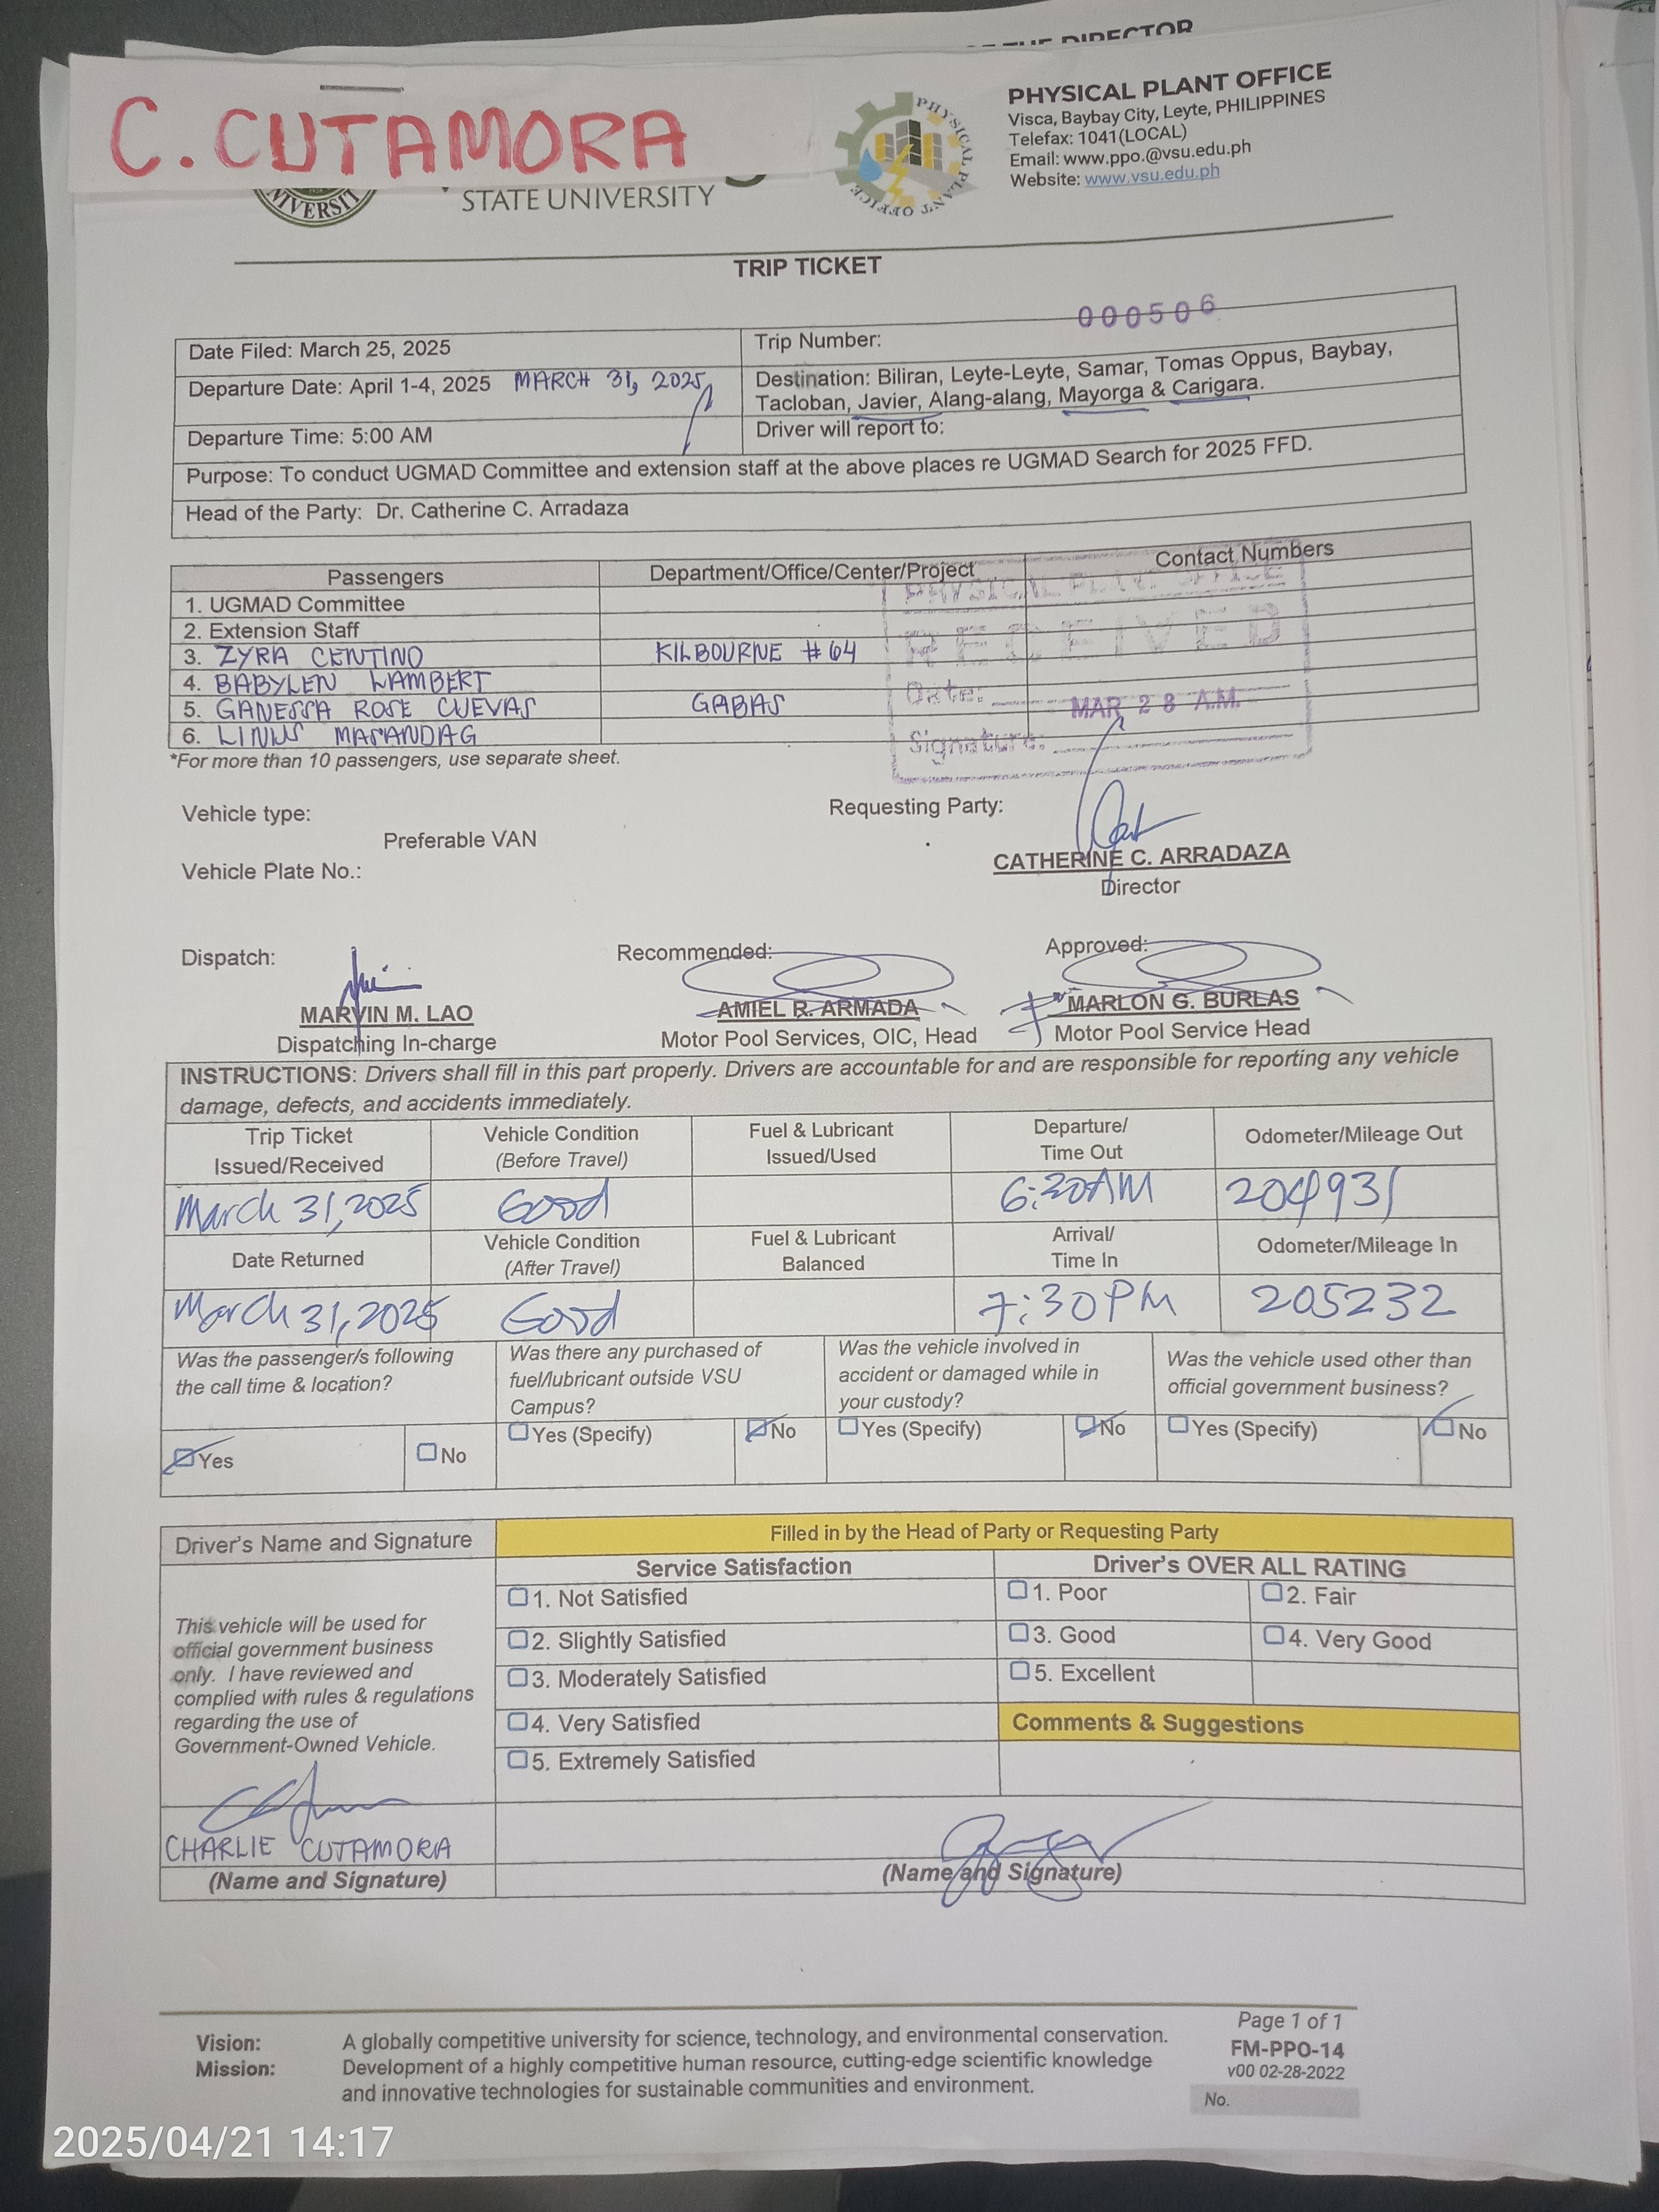 THE DIRECTOR
C. CUTAMORA
STATE UNIVERSITY
PHYSICAL PLANT OFFICE
PHYSICAL PLANT OFFICE
Visca, Baybay City, Leyte, PHILIPPINES
Telefax: 1041(LOCAL)
Email: www.ppo.@vsu.edu.ph
Website: www.vsu.edu.ph
TRIP TICKET
Date Filed: March 25, 2025
Trip Number: 000506
Departure Date: April 1-4, 2025 MARCH 31, 2025
Destination: Biliran, Leyte-Leyte, Samar, Tomas Oppus, Baybay,
Tacloban, Javier, Alang-alang, Mayorga & Carigara.
Departure Time: 5:00 AM
Driver will report to:
Purpose: To conduct UGMAD Committee and extension staff at the above places re UGMAD Search for 2025 FFD.
Head of the Party: Dr. Catherine C. Arradaza
Passengers Department/Office/Center/Project Contact Numbers
1. UGMAD Committee
2. Extension Staff
3. ZYRA CENTINO KILBOURNE #64
4. BABYLEN LAMBERT
5. GANESSA ROSE CUEVAS GABAS
6. LINUS MASANDAG
PHYSICAL PLANT OFFICE
RECEIVED
Date: MAR 28 A.M.
Signature:
*For more than 10 passengers, use separate sheet.
Vehicle type:
Preferable VAN
Vehicle Plate No.:
Requesting Party:
CATHERINE C. ARRADAZA
Director
Dispatch:
MARVIN M. LAO
Dispatching In-charge
Recommended:
AMIEL R. ARMADA
Motor Pool Services, OIC, Head
Approved:
MARLON G. BURLAS
Motor Pool Service Head
INSTRUCTIONS: Drivers shall fill in this part properly. Drivers are accountable for and are responsible for reporting any vehicle
damage, defects, and accidents immediately.
Trip Ticket
Issued/Received
Vehicle Condition
(Before Travel)
Fuel & Lubricant
Issued/Used
Departure/
Time Out
Odometer/Mileage Out
March 31, 2025 Good 6:30AM 204931
Date Returned
Vehicle Condition
(After Travel)
Fuel & Lubricant
Balanced
Arrival/
Time In
Odometer/Mileage In
March 31, 2025 Good 7:30PM 205232
Was the passenger/s following
the call time & location?
Was there any purchased of
fuel/lubricant outside VSU
Campus?
Was the vehicle involved in
accident or damaged while in
your custody?
Was the vehicle used other than
official government business?
Yes No Yes (Specify) No Yes (Specify) No Yes (Specify) No
Driver's Name and Signature
Filled in by the Head of Party or Requesting Party
Service Satisfaction
Driver's OVER ALL RATING
1. Not Satisfied
2. Slightly Satisfied
3. Moderately Satisfied
4. Very Satisfied
5. Extremely Satisfied
1. Poor 2. Fair
3. Good 4. Very Good
5. Excellent
Comments & Suggestions
This vehicle will be used for
official government business
only. I have reviewed and
complied with rules & regulations
regarding the use of
Government-Owned Vehicle.
CHARLIE CUTAMORA
(Name and Signature)
(Name and Signature)
Vision: A globally competitive university for science, technology, and environmental conservation.
Mission: Development of a highly competitive human resource, cutting-edge scientific knowledge
and innovative technologies for sustainable communities and environment.
Page 1 of 1
FM-PPO-14
v00 02-28-2022
No.
2025/04/21 14:17